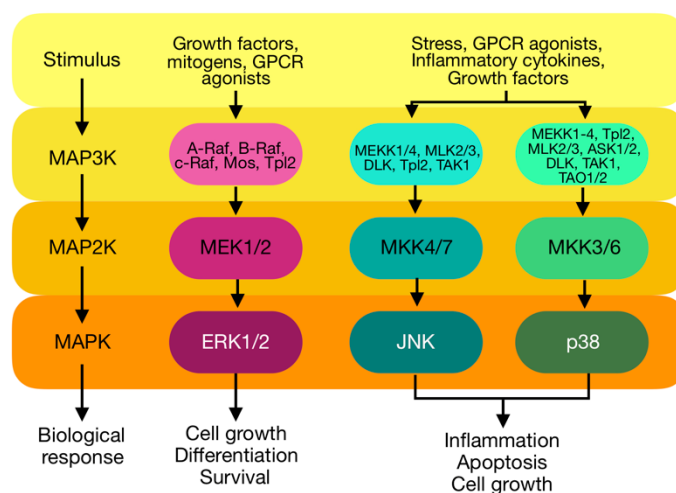 Stimulus
Growth factors,
mitogens, GPCR
agonists
Stress, GPCR agonists,
Inflammatory cytokines,
Growth factors
MAP3K
A-Raf, B-Raf,
c-Raf, Mos, Tpl2
MEKK1/4, MLK2/3,
DLK, Tpl2, TAK1
MEKK1-4, Tpl2,
MLK2/3, ASK1/2,
DLK, TAK1,
TAO1/2
MAP2K
MEK1/2
MKK4/7
MKK3/6
MAPK
ERK1/2
JNK
p38
Biological
response
Cell growth
Differentiation
Survival
Inflammation
Apoptosis
Cell growth